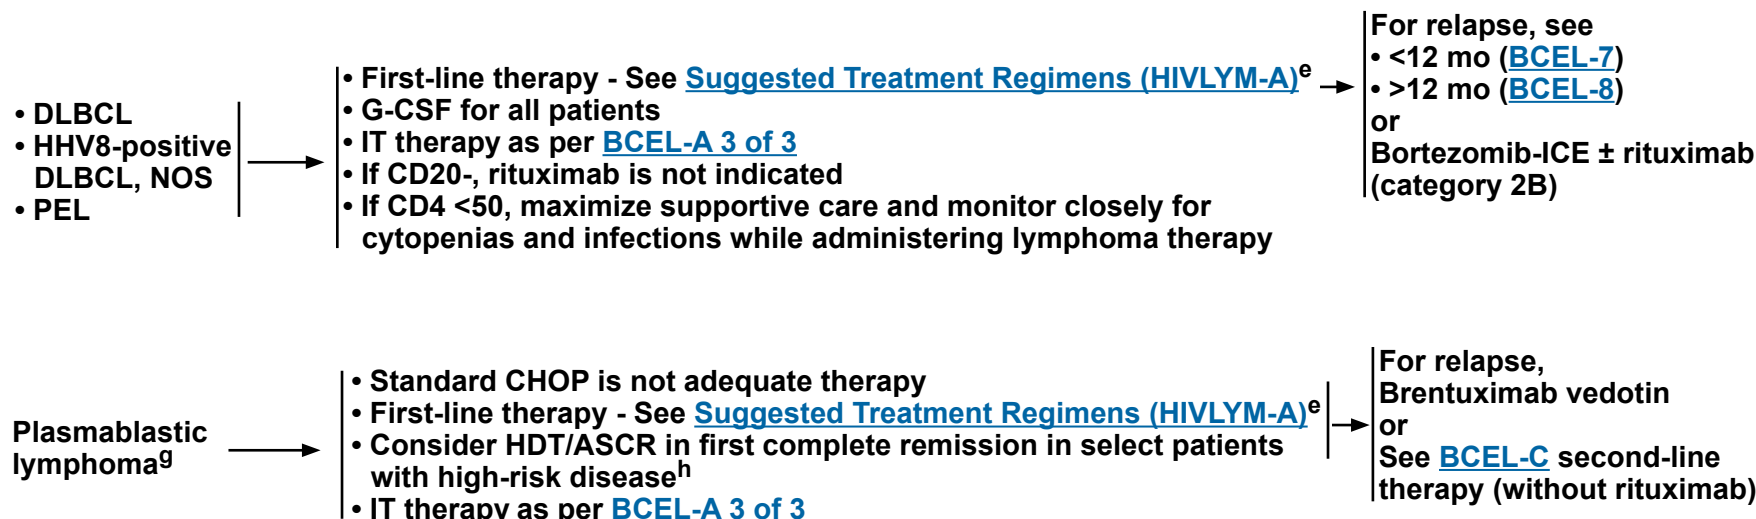 • DLBCL
• HHV8-positive
DLBCL, NOS
• PEL
• First-line therapy - See Suggested Treatment Regimens (HIVLYM-A)e
• G-CSF for all patients
• IT therapy as per BCEL-A 3 of 3
• If CD20-, rituximab is not indicated
• If CD4 <50, maximize supportive care and monitor closely for
cytopenias and infections while administering lymphoma therapy
For relapse, see
• <12 mo (BCEL-7)
• >12 mo (BCEL-8)
or
Bortezomib-ICE ± rituximab
(category 2B)
Plasmablastic
lymphomag
• Standard CHOP is not adequate therapy
• First-line therapy - See Suggested Treatment Regimens (HIVLYM-A)e
• Consider HDT/ASCR in first complete remission in select patients
with high-risk diseaseh
• IT therapy as per BCEL-A 3 of 3
For relapse,
Brentuximab vedotin
or
See BCEL-C second-line
therapy (without rituximab)